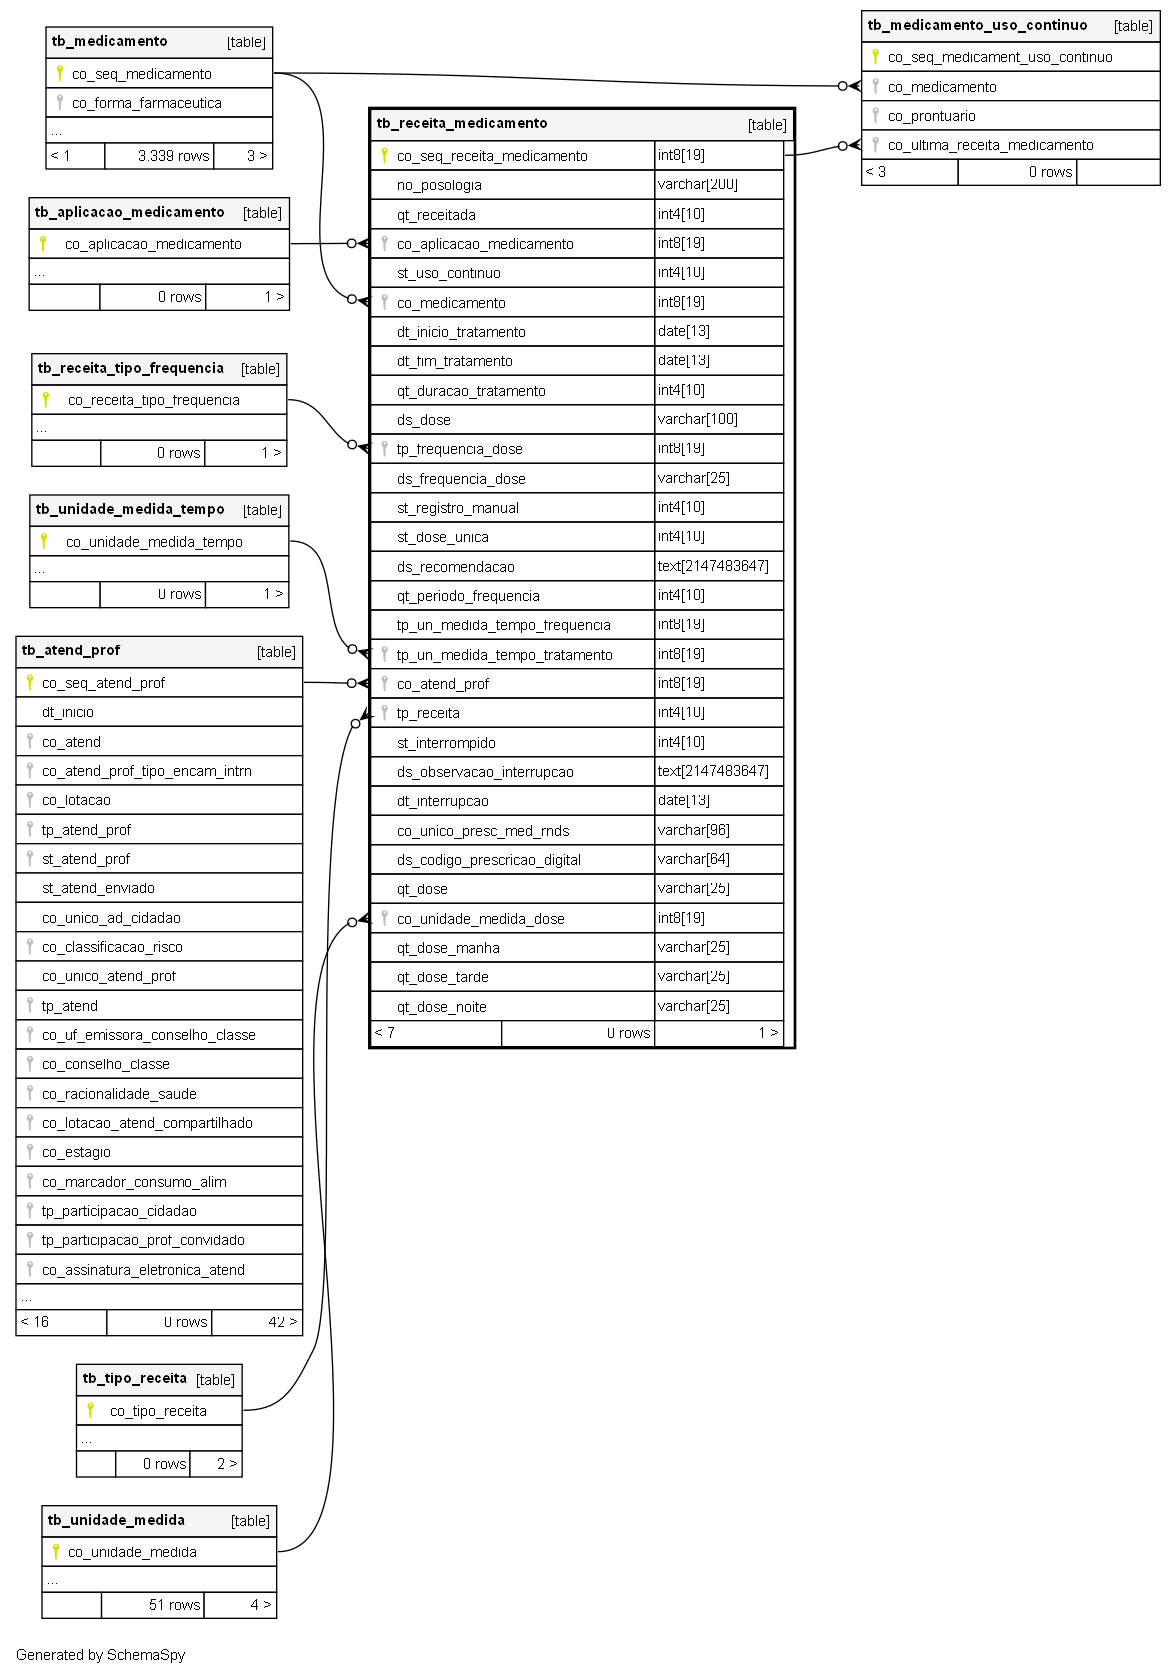 tb_medicamento [table]
co_seq_medicamento
co_forma_farmaceutica
...
< 1 3.339 rows 3 >
tb_aplicacao_medicamento [table]
co_aplicacao_medicamento
...
0 rows 1 >
tb_receita_tipo_frequencia [table]
co_receita_tipo_frequencia
...
0 rows 1 >
tb_unidade_medida_tempo [table]
co_unidade_medida_tempo
...
0 rows 1 >
tb_atend_prof [table]
co_seq_atend_prof
dt_inicio
co_atend
co_atend_prof_tipo_encam_intrn
co_lotacao
tp_atend_prof
st_atend_prof
st_atend_enviado
co_unico_ad_cidadao
co_classificacao_risco
co_unico_atend_prof
tp_atend
co_uf_emissora_conselho_classe
co_conselho_classe
co_racionalidade_saude
co_lotacao_atend_compartilhado
co_estagio
co_marcador_consumo_alim
tp_participacao_cidadao
tp_participacao_prof_convidado
co_assinatura_eletronica_atend
...
< 16 0 rows 42 >
tb_tipo_receita [table]
co_tipo_receita
...
0 rows 2 >
tb_unidade_medida [table]
co_unidade_medida
...
51 rows 4 >
tb_receita_medicamento [table]
co_seq_receita_medicamento int8[19]
no_posologia varchar[200]
qt_receitada int4[10]
co_aplicacao_medicamento int8[19]
st_uso_continuo int4[10]
co_medicamento int8[19]
dt_inicio_tratamento date[13]
dt_fim_tratamento date[13]
qt_duracao_tratamento int4[10]
ds_dose varchar[100]
tp_frequencia_dose int8[19]
ds_frequencia_dose varchar[25]
st_registro_manual int4[10]
st_dose_unica int4[10]
ds_recomendacao text[2147483647]
qt_periodo_frequencia int4[10]
tp_un_medida_tempo_frequencia int8[19]
tp_un_medida_tempo_tratamento int8[19]
co_atend_prof int8[19]
tp_receita int4[10]
st_interrompido int4[10]
ds_observacao_interrupcao text[2147483647]
dt_interrupcao date[13]
co_unico_presc_med_rnds varchar[96]
ds_codigo_prescricao_digital varchar[64]
qt_dose varchar[25]
co_unidade_medida_dose int8[19]
qt_dose_manha varchar[25]
qt_dose_tarde varchar[25]
qt_dose_noite varchar[25]
< 7 0 rows 1 >
tb_medicamento_uso_continuo [table]
co_seq_medicament_uso_continuo
co_medicamento
co_prontuario
co_ultima_receita_medicamento
< 3 0 rows
Generated by SchemaSpy